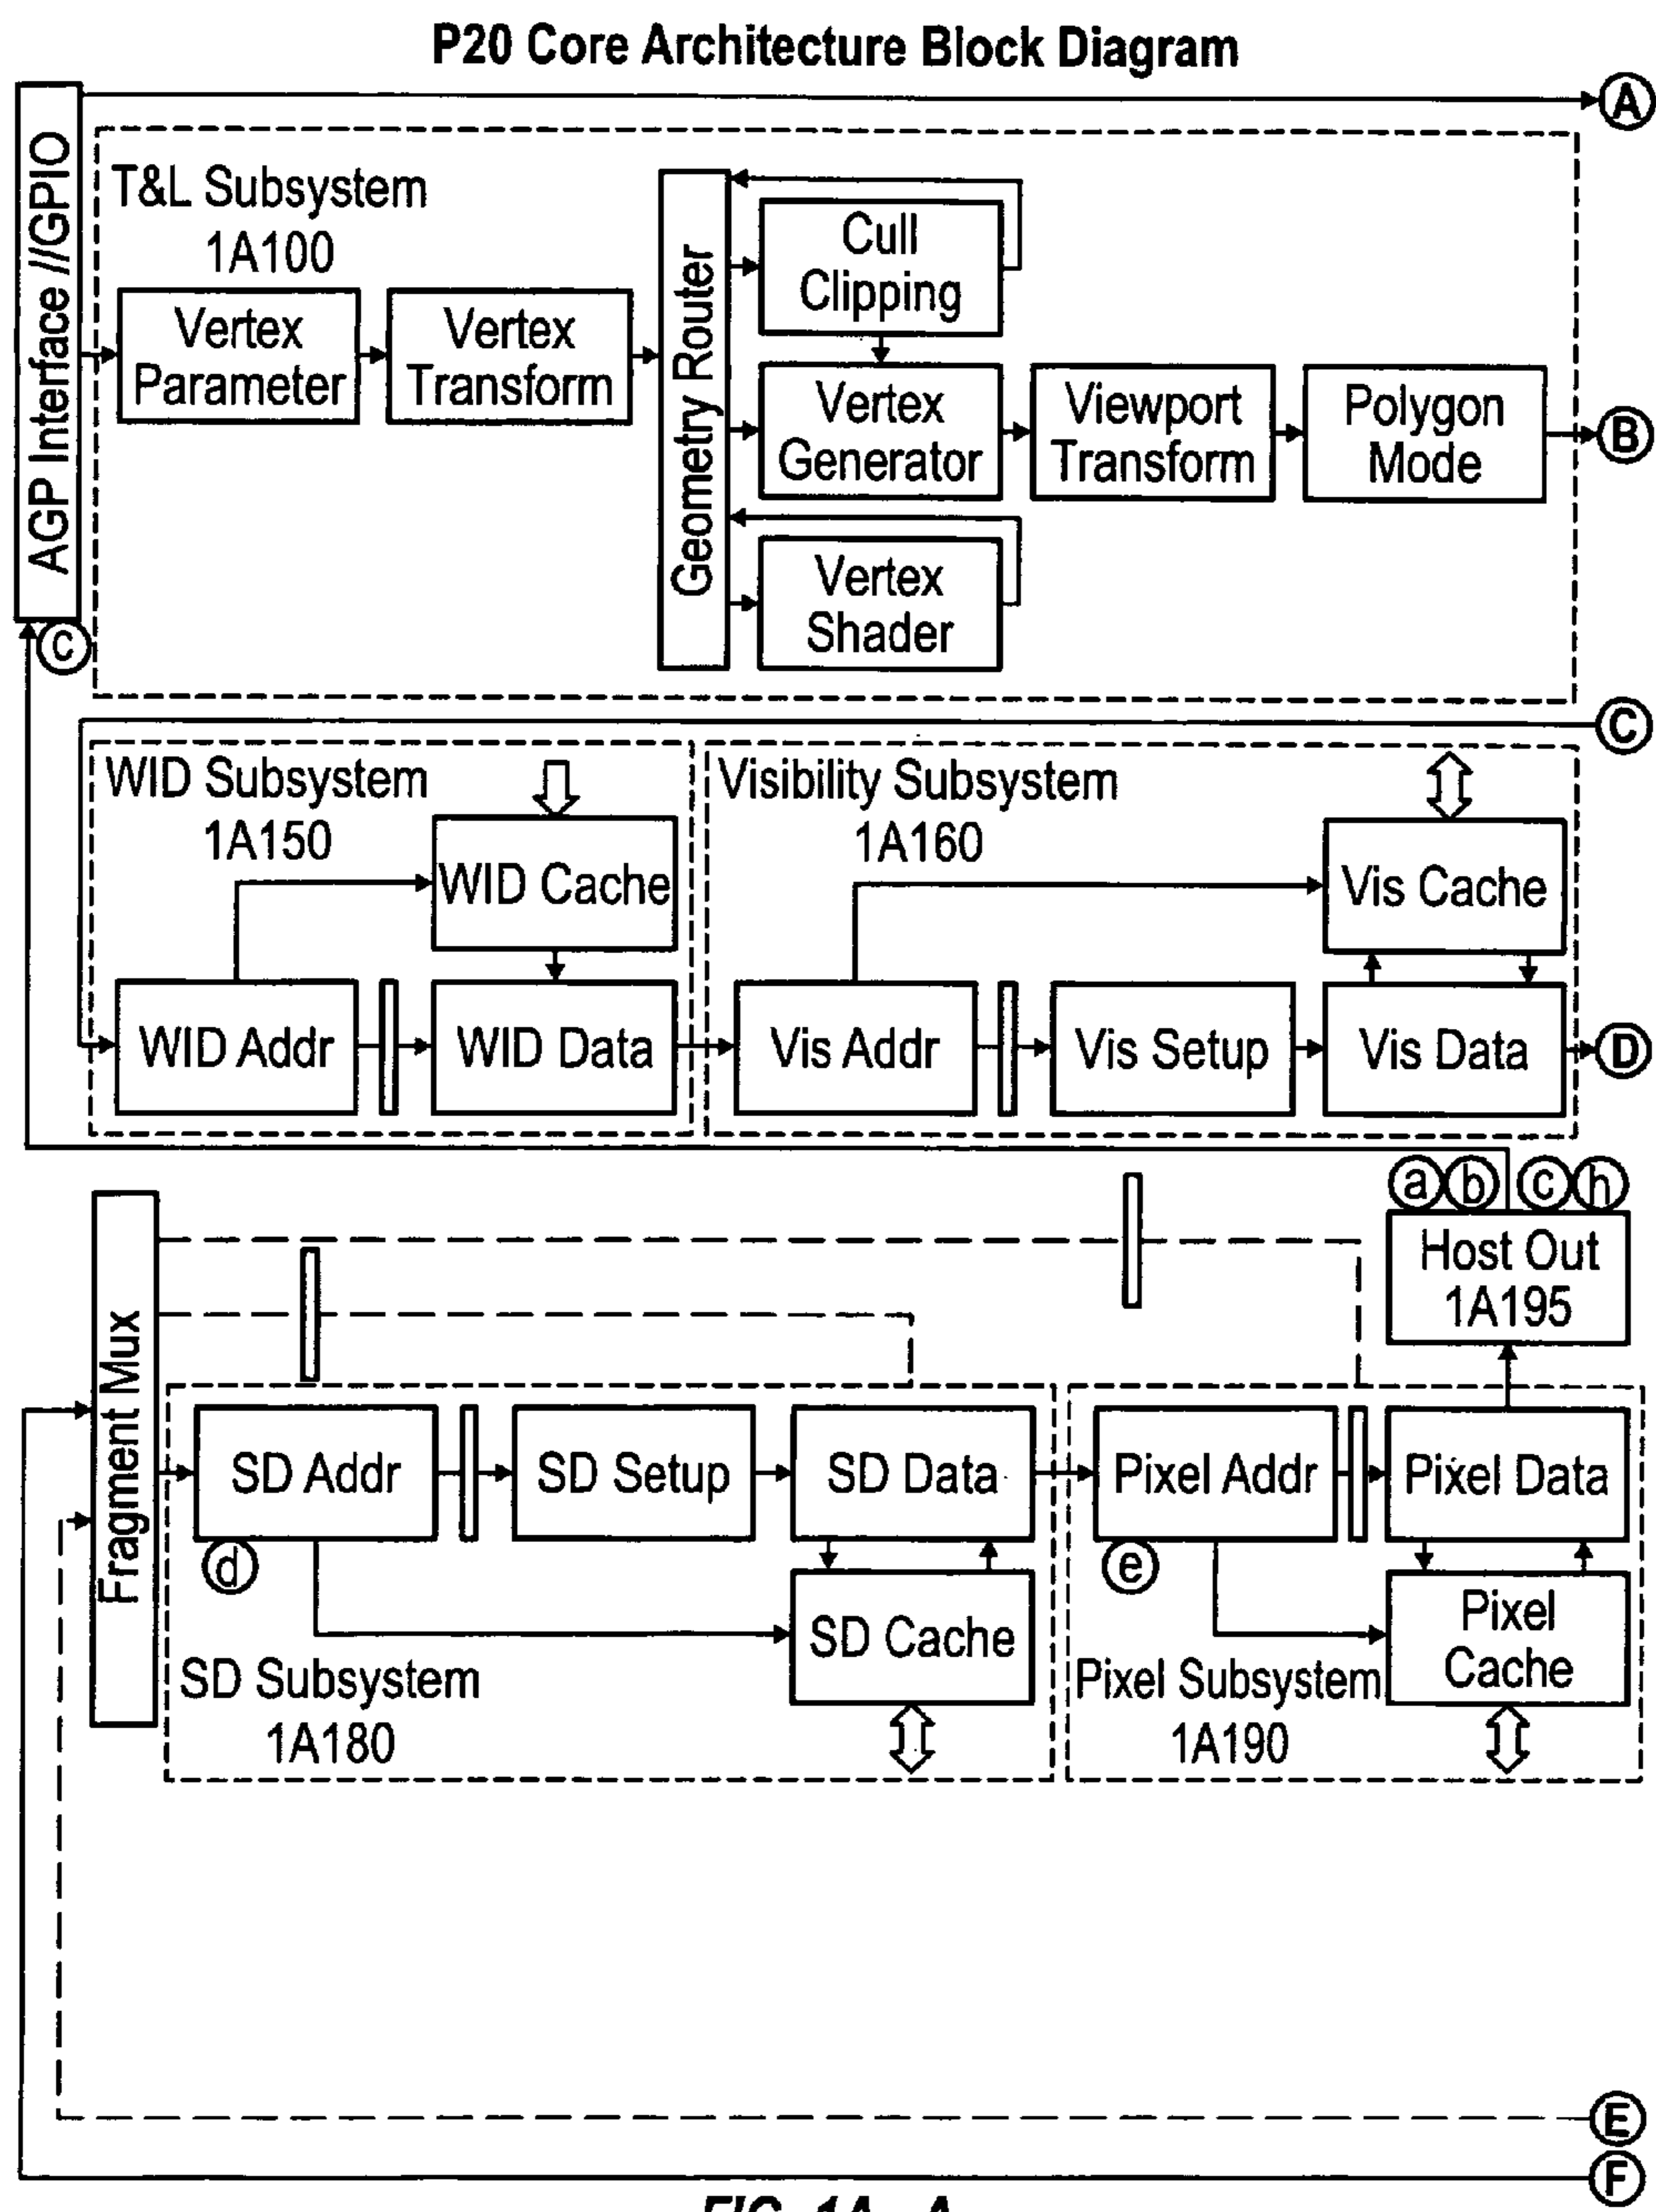 P20 Core Architecture Block Diagram
A
AGP Interface //GPIO
T&L Subsystem
1A100
Vertex
Parameter
Vertex
Transform
Geometry Router
Cull
Clipping
Vertex
Generator
Viewport
Transform
Polygon
Mode
B
Vertex
Shader
c
C
WID Subsystem
1A150
WID Cache
WID Addr
WID Data
Visibility Subsystem
1A160
Vis Cache
Vis Addr
Vis Setup
Vis Data
D
a b c h
Host Out
1A195
Fragment Mux
SD Addr
SD Setup
SD Data
d
SD Cache
SD Subsystem
1A180
Pixel Addr
Pixel Data
e
Pixel
Cache
Pixel Subsystem
1A190
E
F
FIG. 1A-A